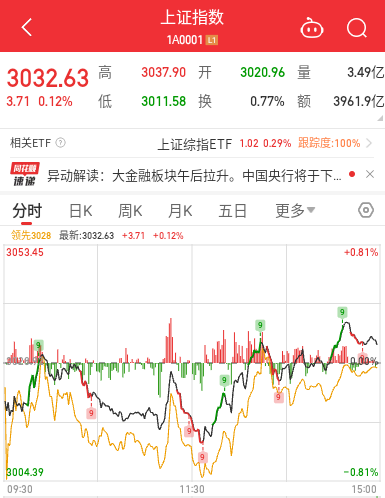 上证指数
1A0001 L1
3032.63 高 3037.90 开 3020.96 量 3.49亿
3.71 0.12% 低 3011.58 换 0.77% 额 3961.9亿
相关ETF ? 上证综指ETF 1.02 0.29% 跟踪度:100%
同花顺
速递 异动解读：大金融板块午后拉升。中国央行将于下...
分时 日K 周K 月K 五日 更多
领先3028 最新:3032.63 +3.71 +0.12%
3053.45 +0.81%
9 9 9
0.00%
9 9
9
9
9
3004.39 -0.81%
09:30 11:30 15:00